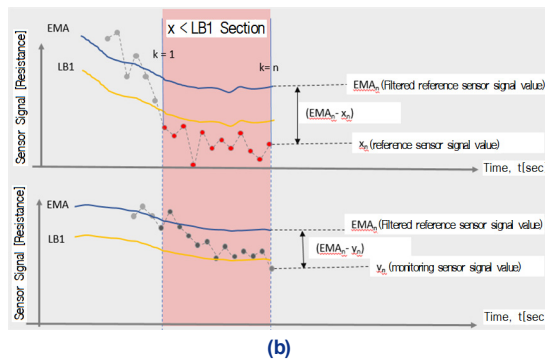 x < LB1 Section
EMA
k = 1
k= n
LB1
EMAn (Filtered reference sensor signal value)
(EMAn- xn)
xn (reference sensor signal value)
Sensor Signal [Resistance]
Time, t[sec
EMA
EMAn (Filtered reference sensor signal value)
LB1
(EMAn- yn)
yn (monitoring sensor signal value)
Sensor Signal [Resistance]
Time, t[sec
(b)